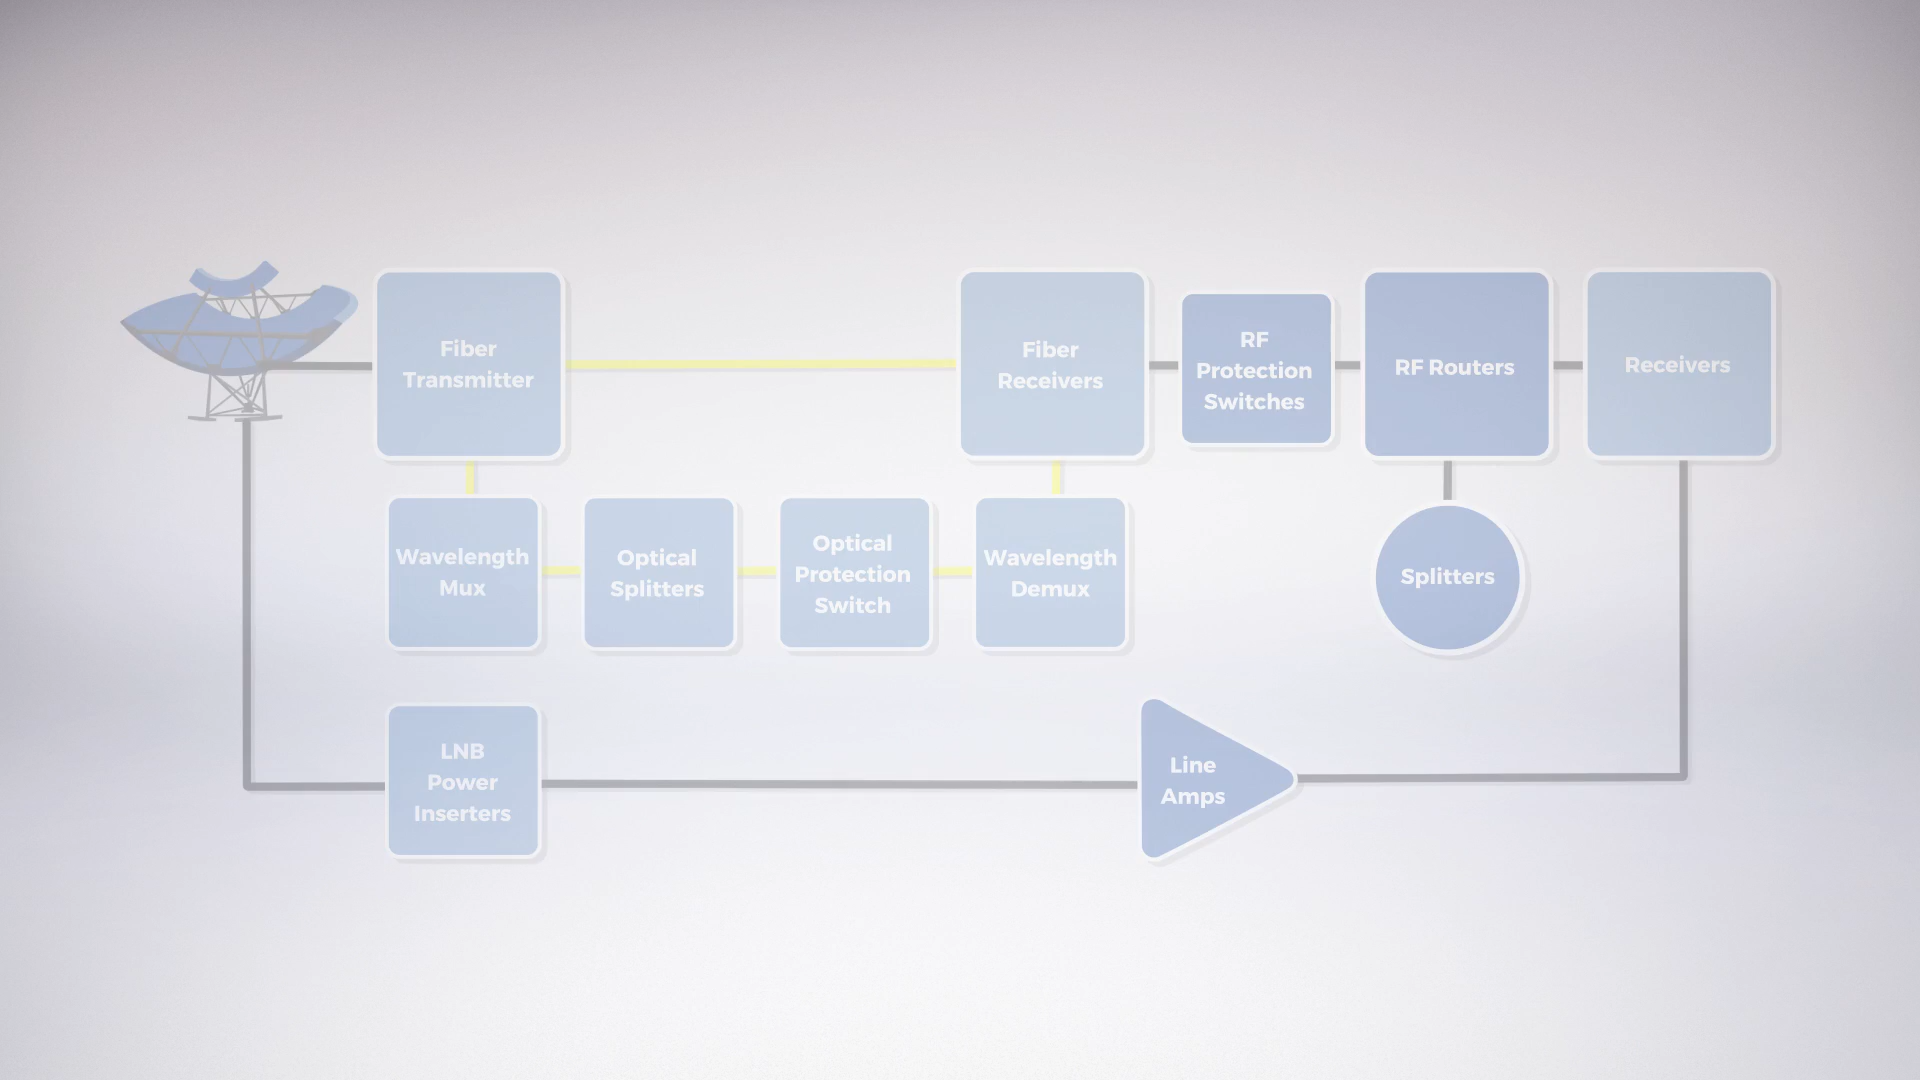 Fiber
Transmitter
Fiber
Receivers
RF
Protection
Switches
RF Routers
Receivers
Wavelength
Mux
Optical
Splitters
Optical
Protection
Switch
Wavelength
Demux
Splitters
LNB
Power
Inserters
Line
Amps